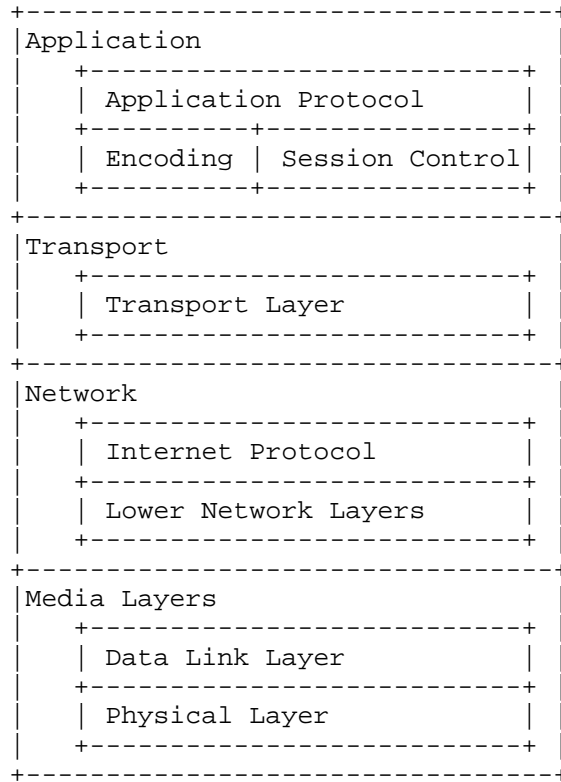 +---------------------------------+
|Application                      |
|   +---------------------------+ |
|   | Application Protocol      | |
|   +----------+----------------+ |
|   | Encoding | Session Control| |
|   +----------+----------------+ |
+---------------------------------+
|Transport                        |
|   +---------------------------+ |
|   | Transport Layer           | |
|   +---------------------------+ |
+---------------------------------+
|Network                          |
|   +---------------------------+ |
|   | Internet Protocol         | |
|   +---------------------------+ |
|   | Lower Network Layers      | |
|   +---------------------------+ |
+---------------------------------+
|Media Layers                     |
|   +---------------------------+ |
|   | Data Link Layer           | |
|   +---------------------------+ |
|   | Physical Layer            | |
|   +---------------------------+ |
+---------------------------------+